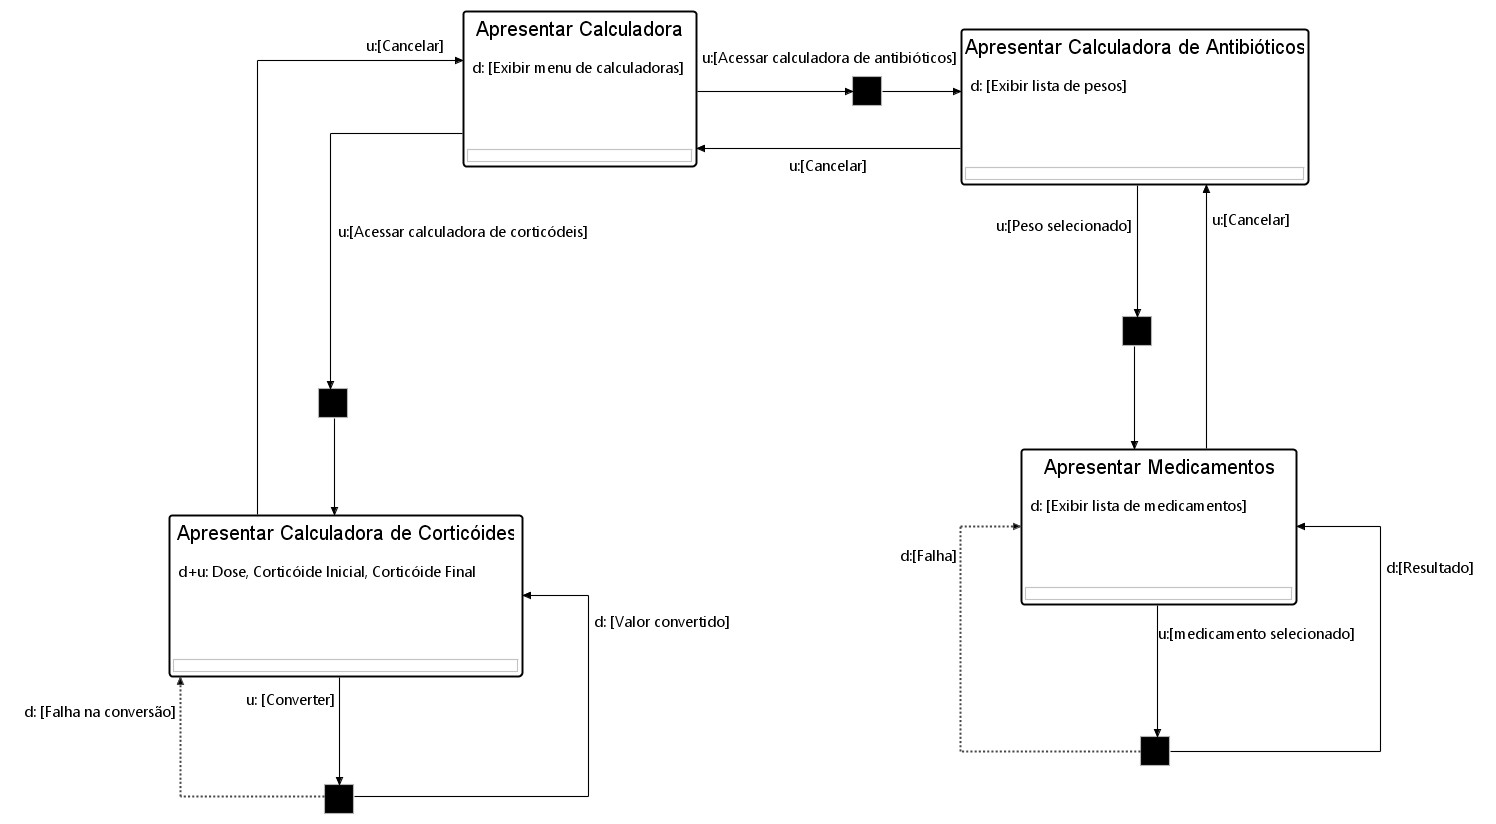 Apresentar Calculadora
d: [Exibir menu de calculadoras]
u:[Cancelar]
u:[Acessar calculadora de antibióticos]
Apresentar Calculadora de Antibióticos
d: [Exibir lista de pesos]
u:[Cancelar]
u:[Acessar calculadora de corticódeis]
u:[Peso selecionado]
u:[Cancelar]
Apresentar Medicamentos
d: [Exibir lista de medicamentos]
d:[Falha]
d:[Resultado]
u:[medicamento selecionado]
Apresentar Calculadora de Corticóides
d+u: Dose, Corticóide Inicial, Corticóide Final
d: [Valor convertido]
u: [Converter]
d: [Falha na conversão]